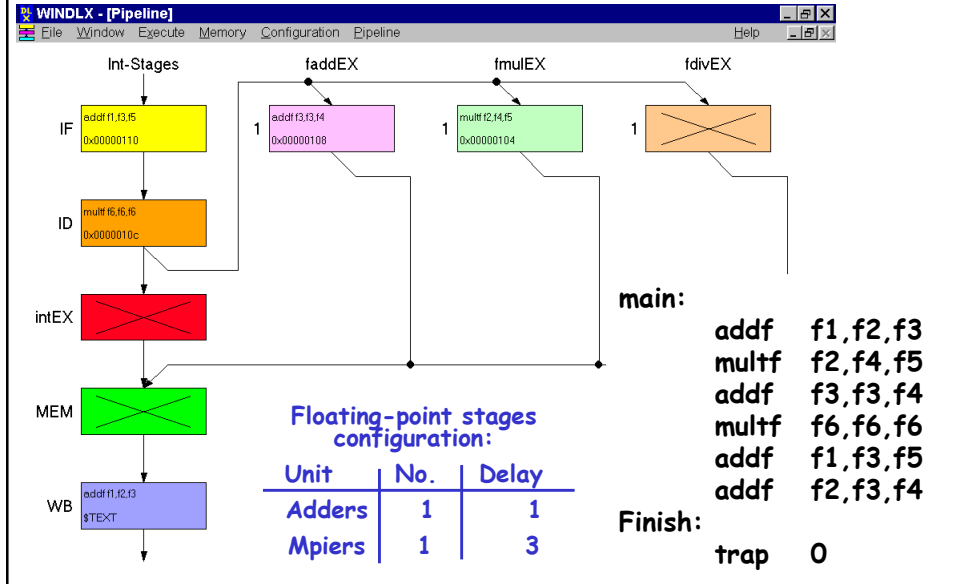 WINDLX - [Pipeline]
File Window Execute Memory Configuration Pipeline Help
Int-Stages faddEX fmulEX fdivEX
IF
addf f1,f3,f5
0x00000110
1
addf f3,f3,f4
0x00000108
1
multf f2,f4,f5
0x00000104
1
ID
multf f6,f6,f6
0x0000010c
intEX
MEM
WB
addf f1,f2,f3
$TEXT
Floating-point stages
configuration:
Unit No. Delay
Adders 1 1
Mpiers 1 3
main:
addf f1,f2,f3
multf f2,f4,f5
addf f3,f3,f4
multf f6,f6,f6
addf f1,f3,f5
addf f2,f3,f4
Finish:
trap 0